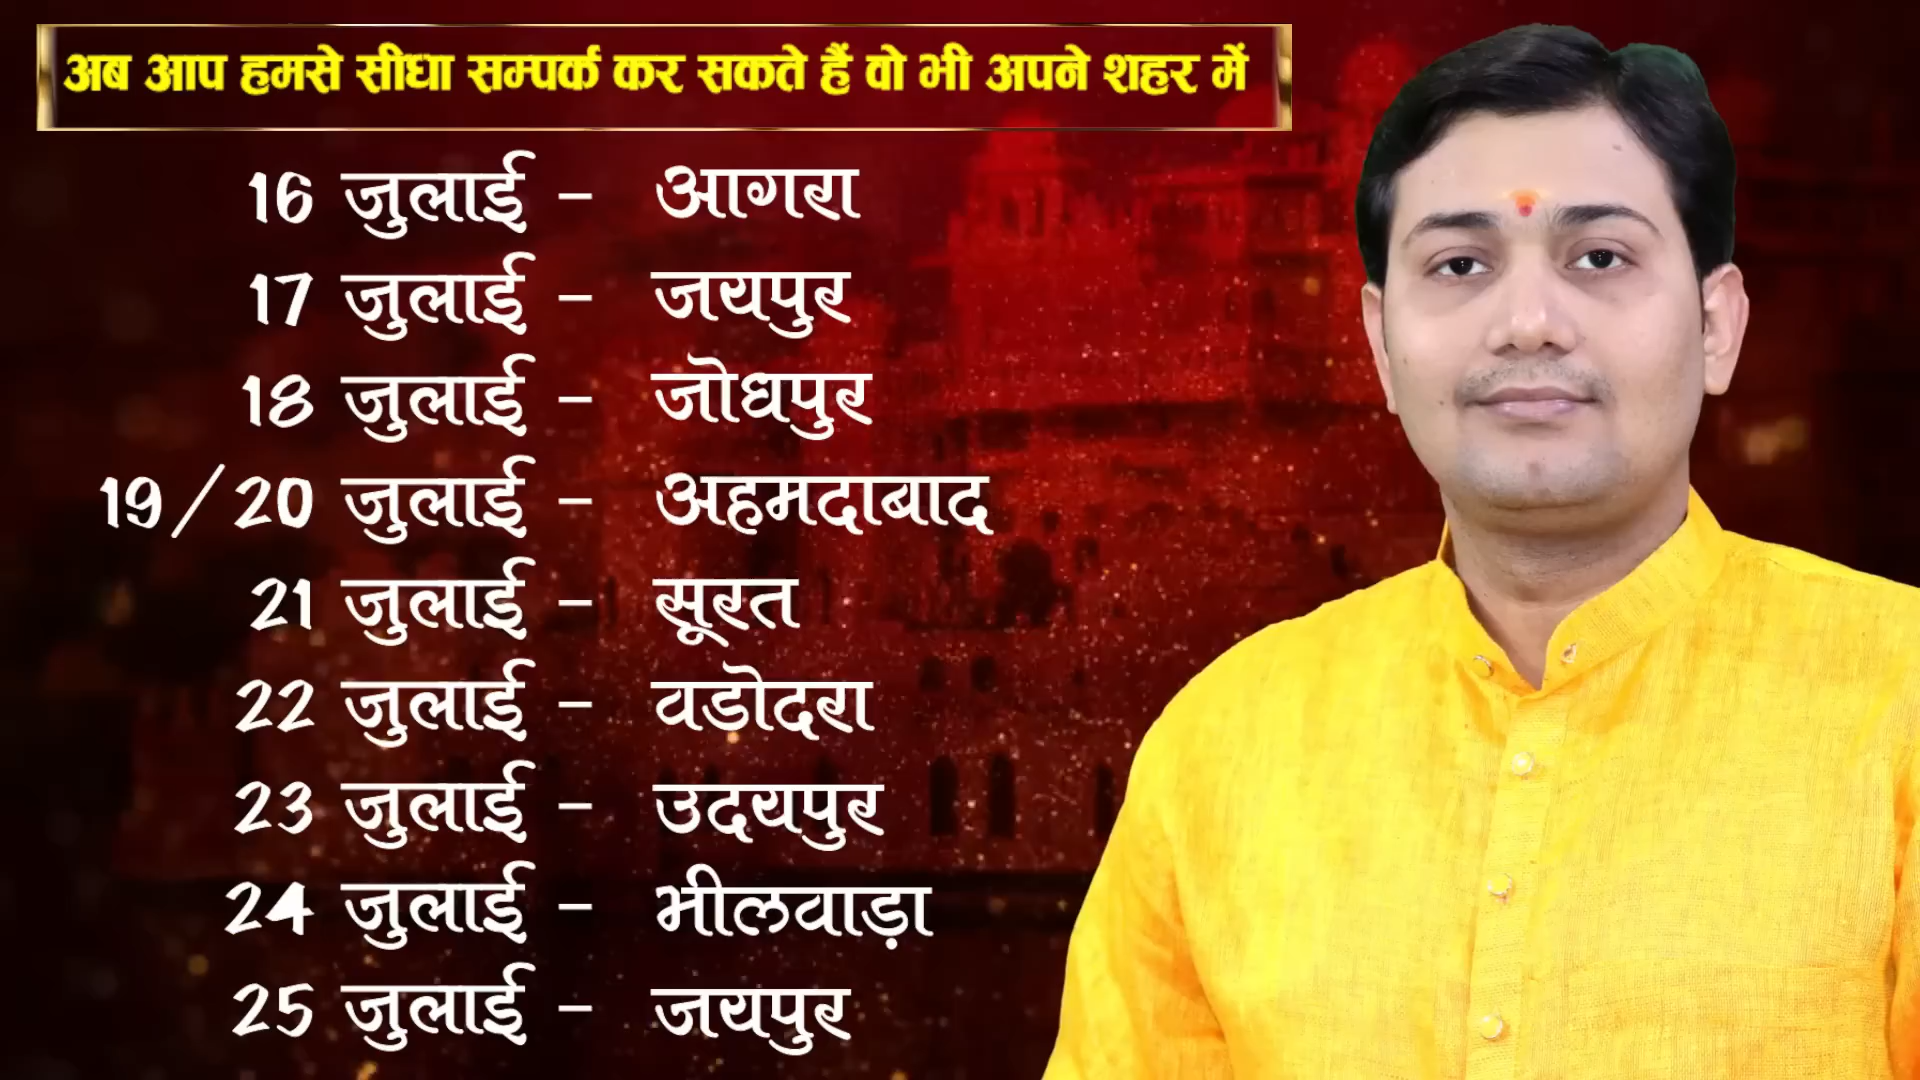 अब आप हमसे सीधा सम्पर्क कर सकते हैं वो भी अपने शहर में
16 जुलाई - आगरा
17 जुलाई - जयपुर
18 जुलाई - जोधपुर
19/20 जुलाई - अहमदाबाद
21 जुलाई - सूरत
22 जुलाई - वडोदरा
23 जुलाई - उदयपुर
24 जुलाई - भीलवाड़ा
25 जुलाई - जयपुर